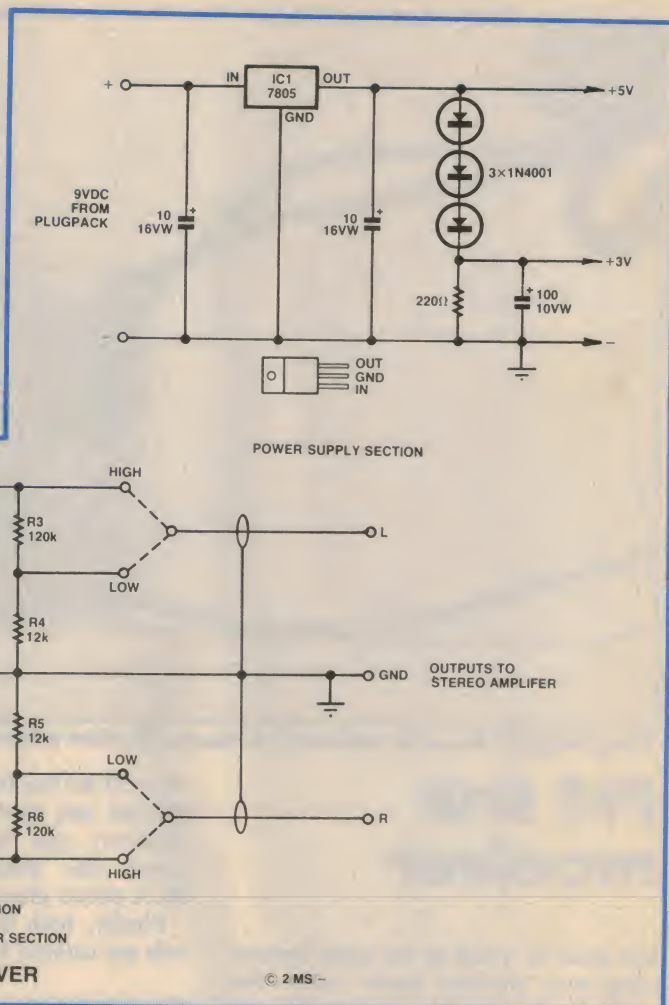 IN
IC1
7805
OUT
GND
+
+5V
3×1N4001
9VDC
FROM
PLUGPACK
10
16VW
+
10
16VW
+
+3V
220Ω
+
100
10VW
-
-
OUT
GND
IN
POWER SUPPLY SECTION
HIGH
R3
120k
L
LOW
R4
12k
GND
OUTPUTS TO
STEREO AMPLIFER
R5
12k
LOW
R6
120k
R
HIGH
ION
R SECTION
VER
© 2 MS –